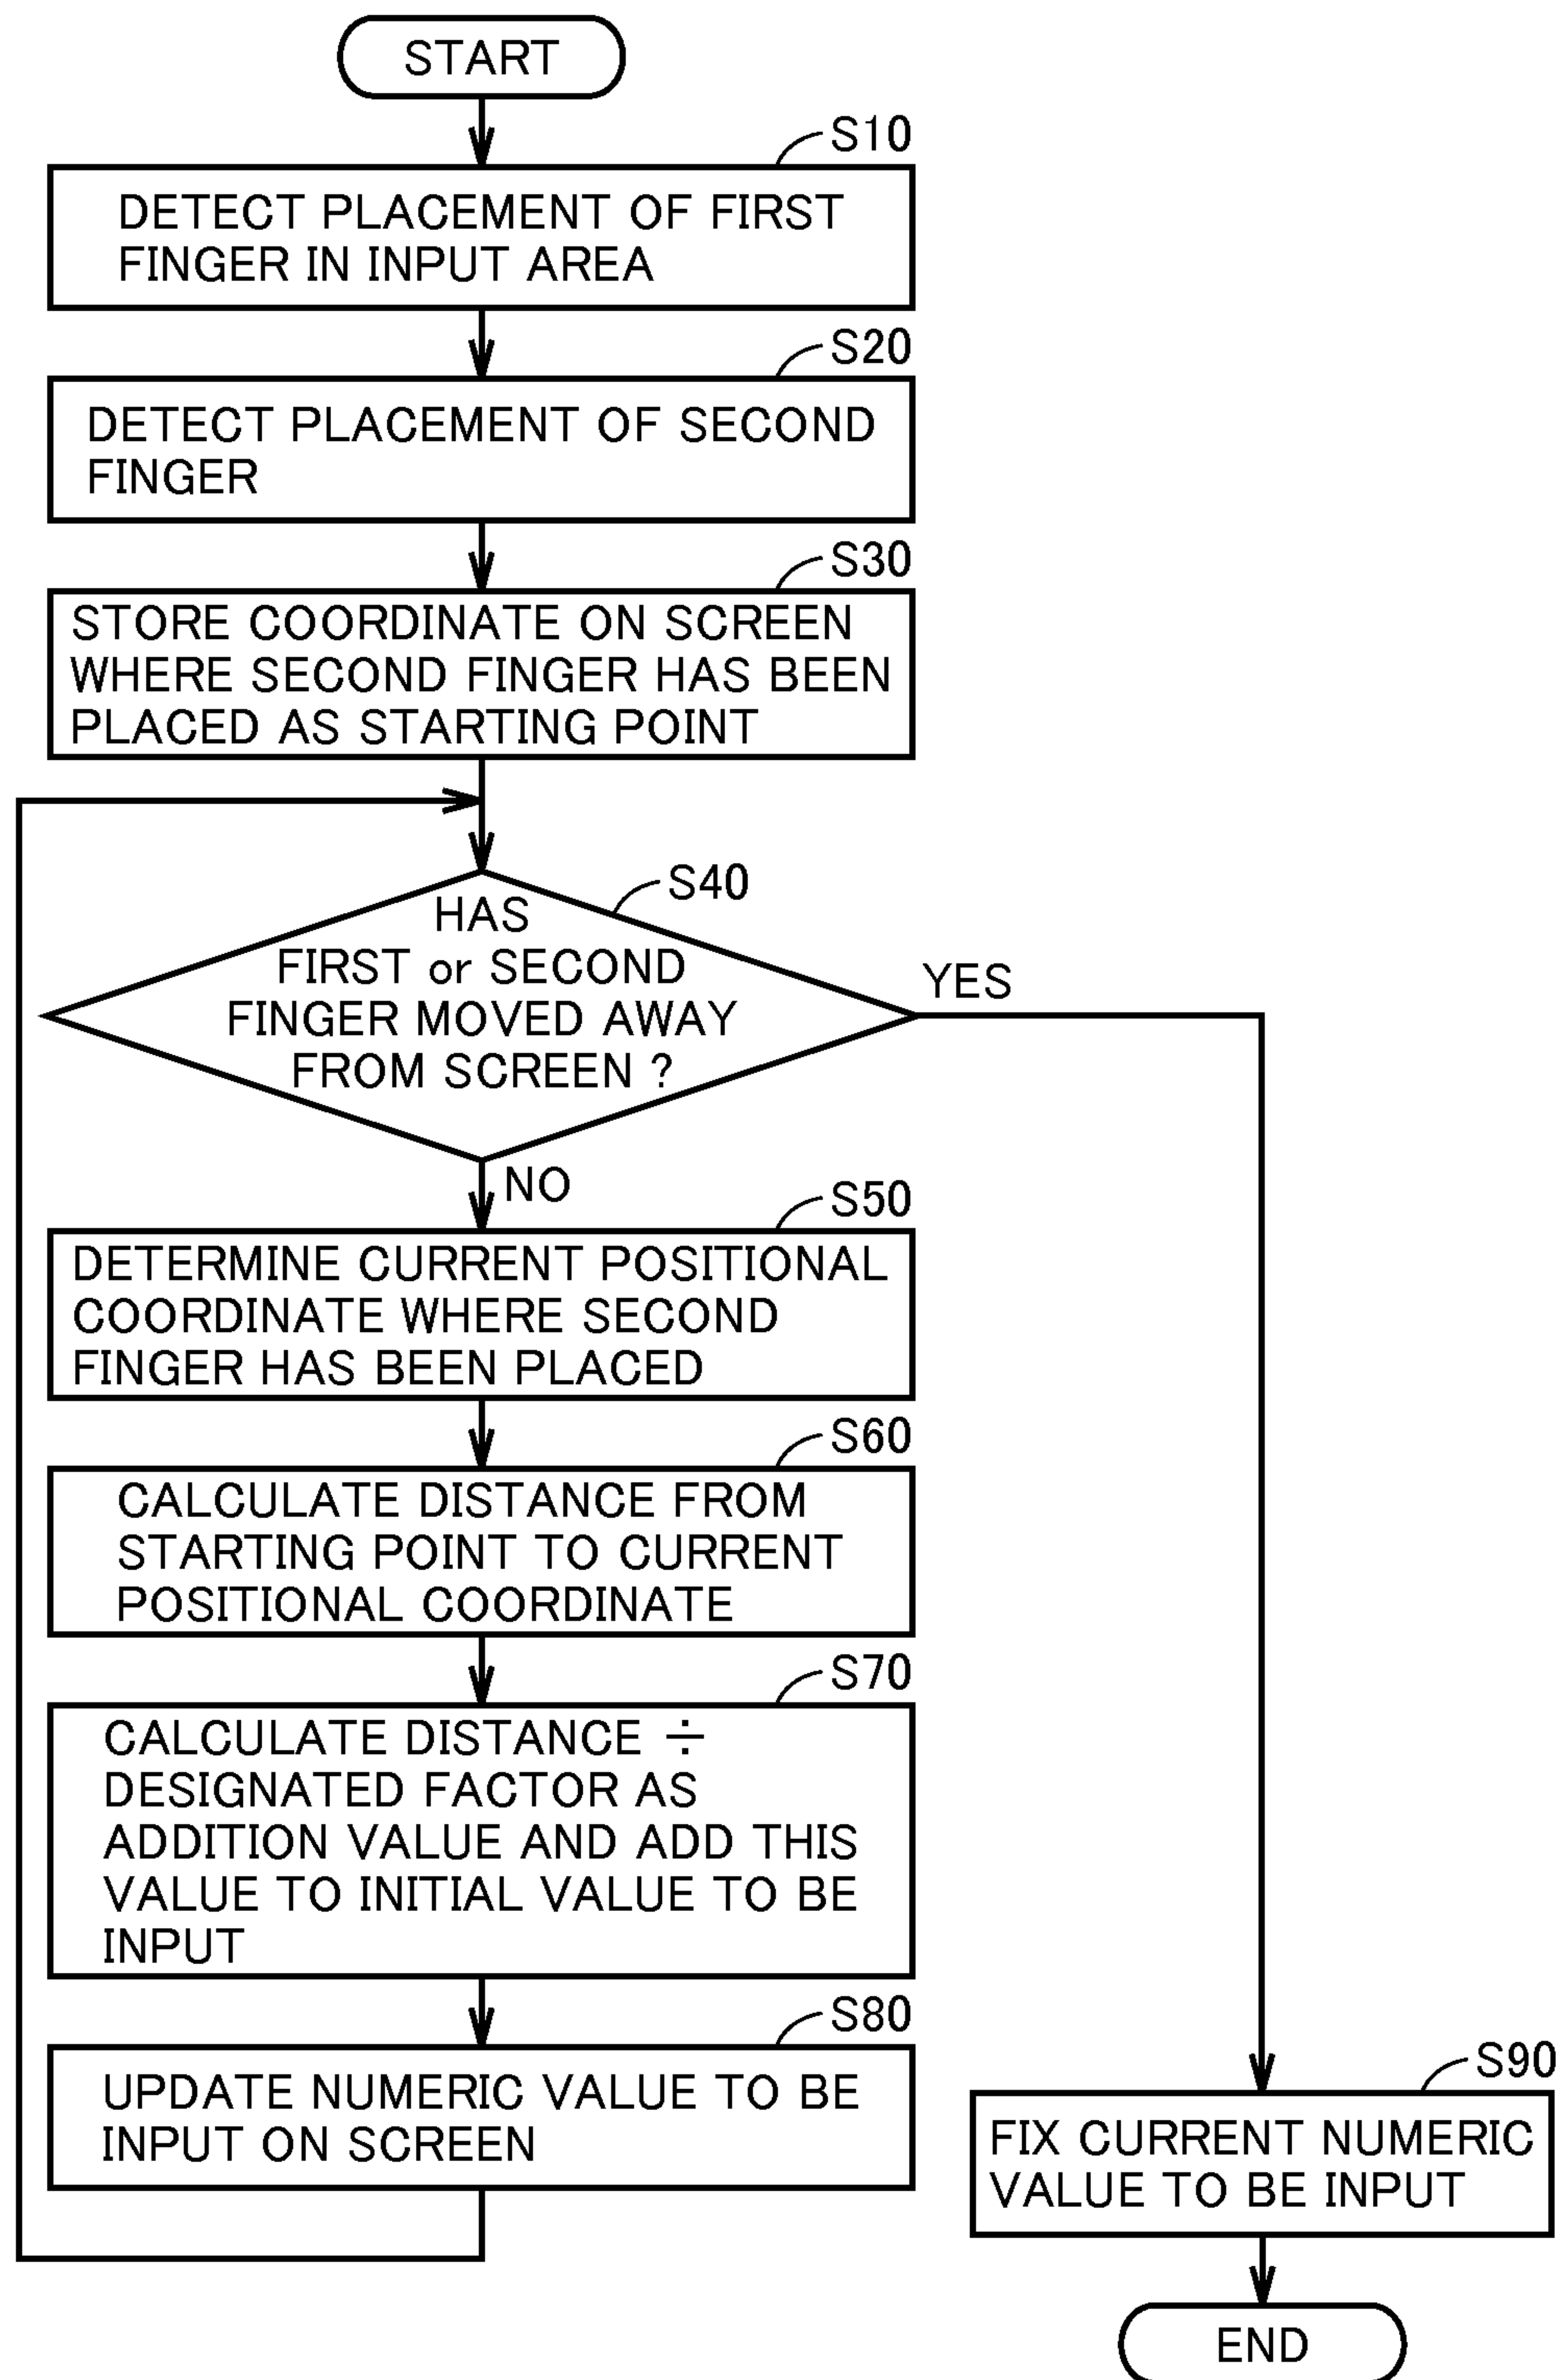 START
S10
DETECT PLACEMENT OF FIRST
FINGER IN INPUT AREA
S20
DETECT PLACEMENT OF SECOND
FINGER
S30
STORE COORDINATE ON SCREEN
WHERE SECOND FINGER HAS BEEN
PLACED AS STARTING POINT
S40
HAS
FIRST or SECOND
FINGER MOVED AWAY
FROM SCREEN ?
YES
NO
S50
DETERMINE CURRENT POSITIONAL
COORDINATE WHERE SECOND
FINGER HAS BEEN PLACED
S60
CALCULATE DISTANCE FROM
STARTING POINT TO CURRENT
POSITIONAL COORDINATE
S70
CALCULATE DISTANCE ÷
DESIGNATED FACTOR AS
ADDITION VALUE AND ADD THIS
VALUE TO INITIAL VALUE TO BE
INPUT
S80
UPDATE NUMERIC VALUE TO BE
INPUT ON SCREEN
S90
FIX CURRENT NUMERIC
VALUE TO BE INPUT
END